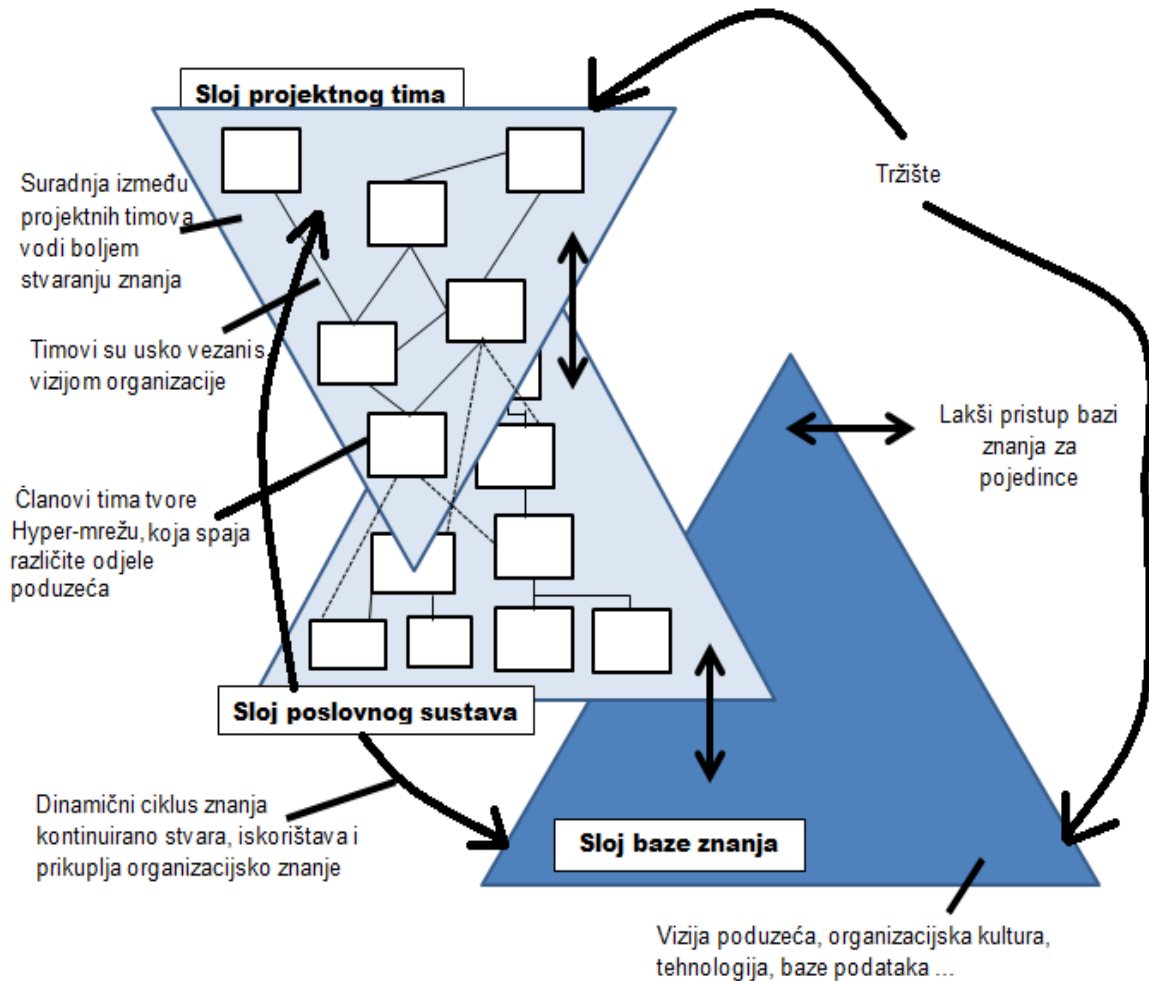 Sloj projektnog tima
Tržište
Suradnja između
projektnih timova
vodi boljem
stvaranju znanja
Timovi su usko vezanis
vizijom organizacije
Lakši pristup bazi
znanja za
pojedince
Članovi tima tvore
Hyper-mrežu, koja spaja
različite odjele
poduzeća
Sloj poslovnog sustava
Dinamični ciklus znanja
kontinuirano stvara, iskorištava i
prikuplja organizacijsko znanje
Sloj baze znanja
Vizija poduzeća, organizacijska kultura,
tehnologija, baze podataka ...